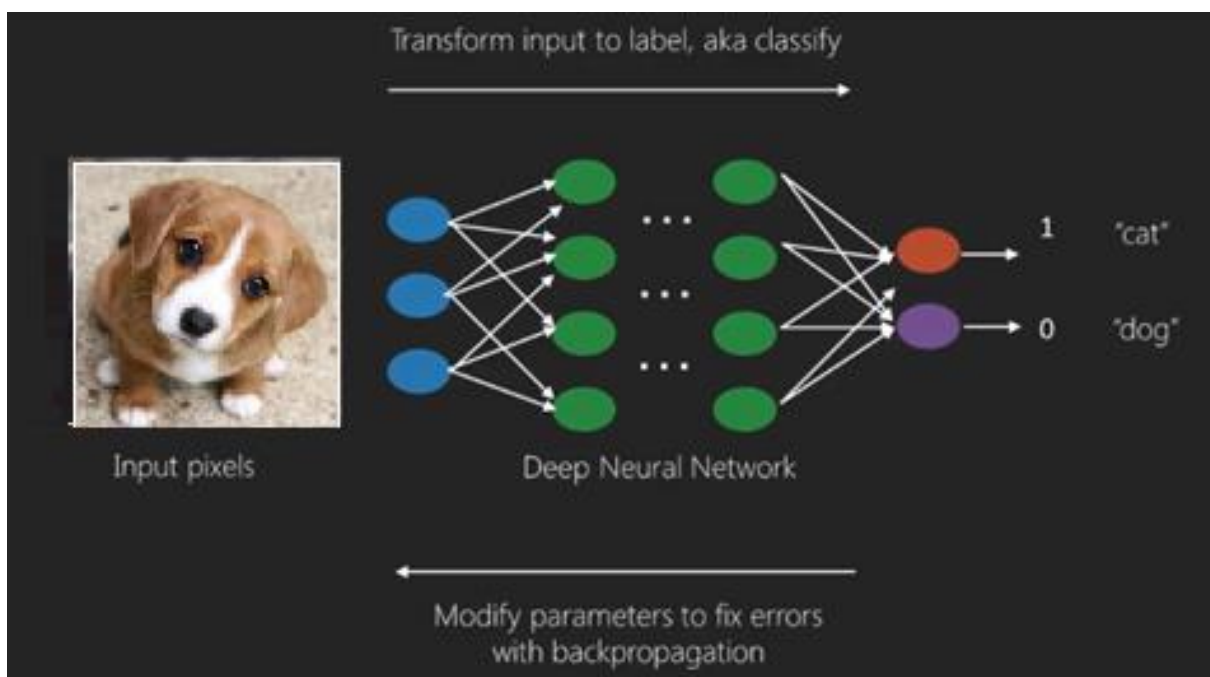 Transform input to label, aka classify
1 "cat"
0 "dog"
Input pixels
Deep Neural Network
Modify parameters to fix errors
with backpropagation